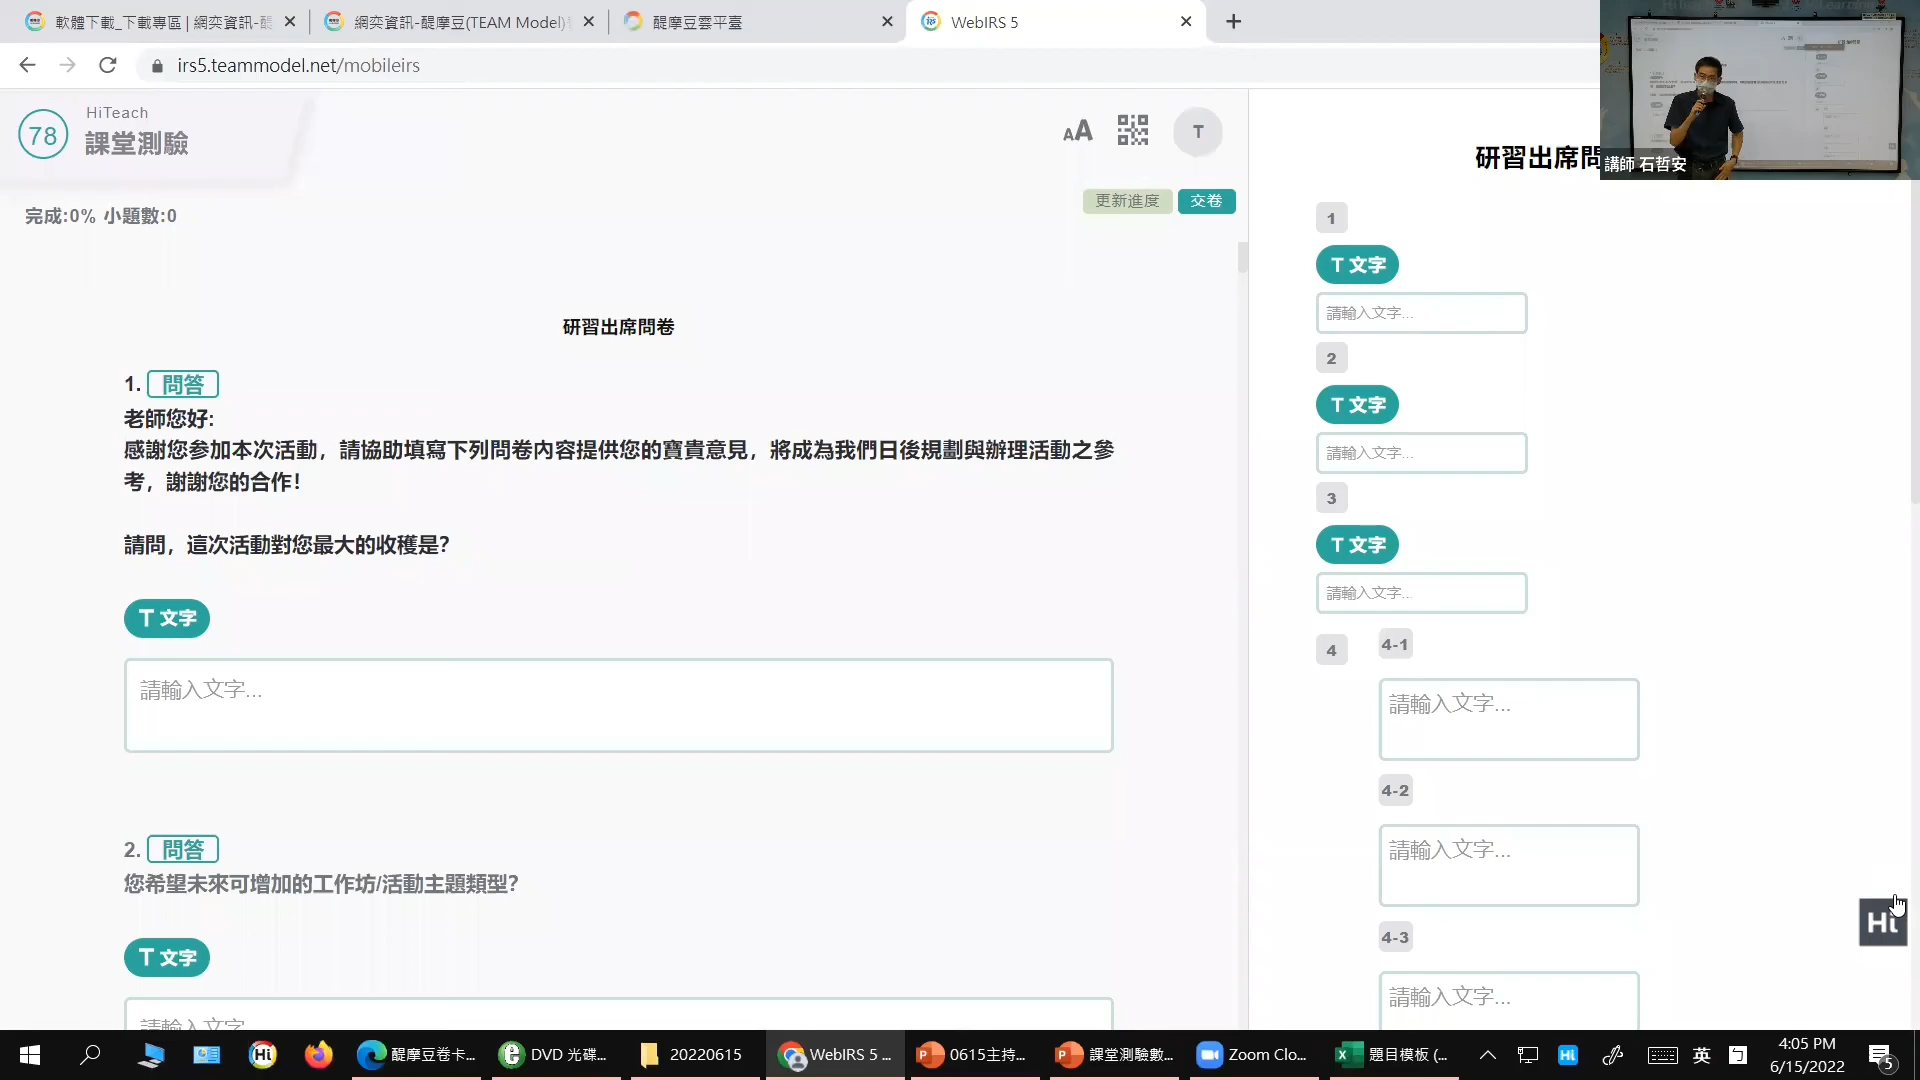 軟體下載_下載專區 | 網奕資訊-醍
網奕資訊-醍摩豆(TEAM Model)
醍摩豆雲平臺
WebIRS 5
irs5.teammodel.net/mobileirs
78
HiTeach
課堂測驗
AA
T
更新進度
交卷
完成:0% 小題數:0
研習出席問卷
1. 問答
老師您好:
感謝您參加本次活動，請協助填寫下列問卷內容提供您的寶貴意見，將成為我們日後規劃與辦理活動之參
考，謝謝您的合作！
請問，這次活動對您最大的收穫是？
T 文字
請輸入文字...
2. 問答
您希望未來可增加的工作坊/活動主題類型？
T 文字
請輸入文字
研習出席問
1
T 文字
請輸入文字...
2
T 文字
請輸入文字...
3
T 文字
請輸入文字...
4
4-1
請輸入文字...
4-2
請輸入文字...
4-3
請輸入文字...
講師 石哲安
Hi
Hi
醍摩豆卷卡...
DVD 光碟...
20220615
WebIRS 5 ...
0615主持...
課堂測驗數...
Zoom Clo...
題目模板 (...
Hi
英
4:05 PM
6/15/2022
5